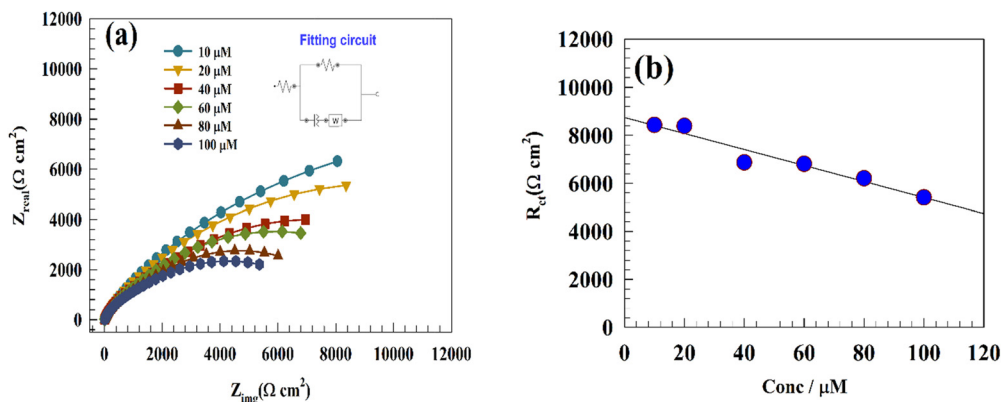 (a)
Fitting circuit
W
10 µM
20 µM
40 µM
60 µM
80 µM
100 µM
12000
10000
8000
6000
4000
2000
0
Zreal(Ω cm²)
0 2000 4000 6000 8000 10000 12000
Zimg(Ω cm²)
(b)
12000
10000
8000
6000
4000
2000
0
Rct(Ω cm²)
0 20 40 60 80 100 120
Conc / µM